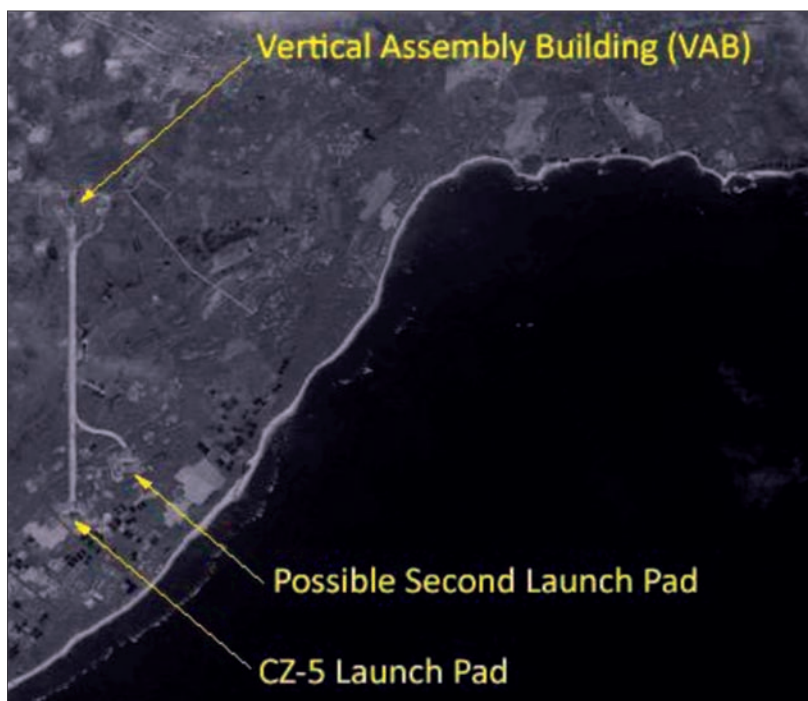 Vertical Assembly Building (VAB)
Possible Second Launch Pad
CZ-5 Launch Pad